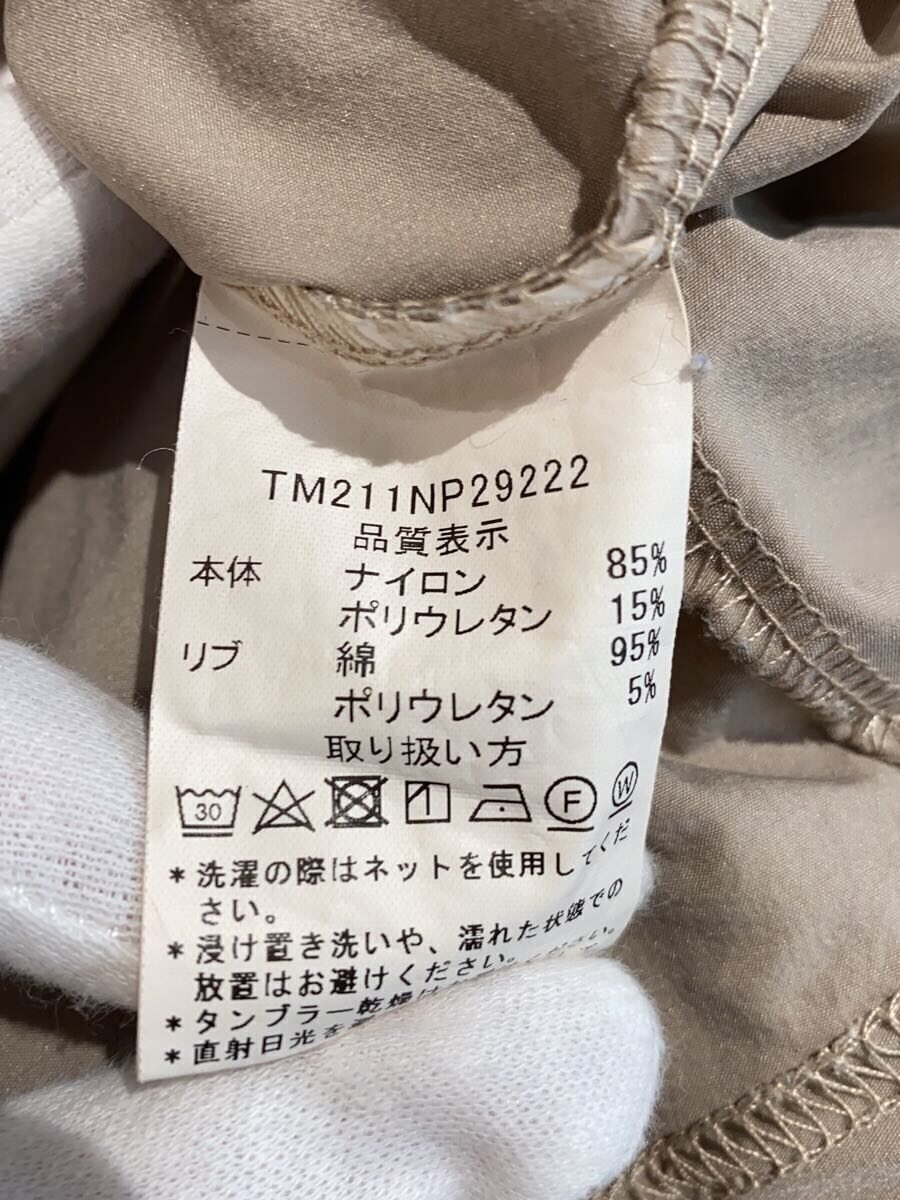 TM211NP29222
品質表示
本体 ナイロン 85%
ポリウレタン 15%
リブ 綿 95%
ポリウレタン 5%
取り扱い方
30 F W
*洗濯の際はネットを使用してくだ
さい。
*浸け置き洗いや、濡れた状態での
放置はお避けください。
*タンブラー乾燥は
*直射日光を